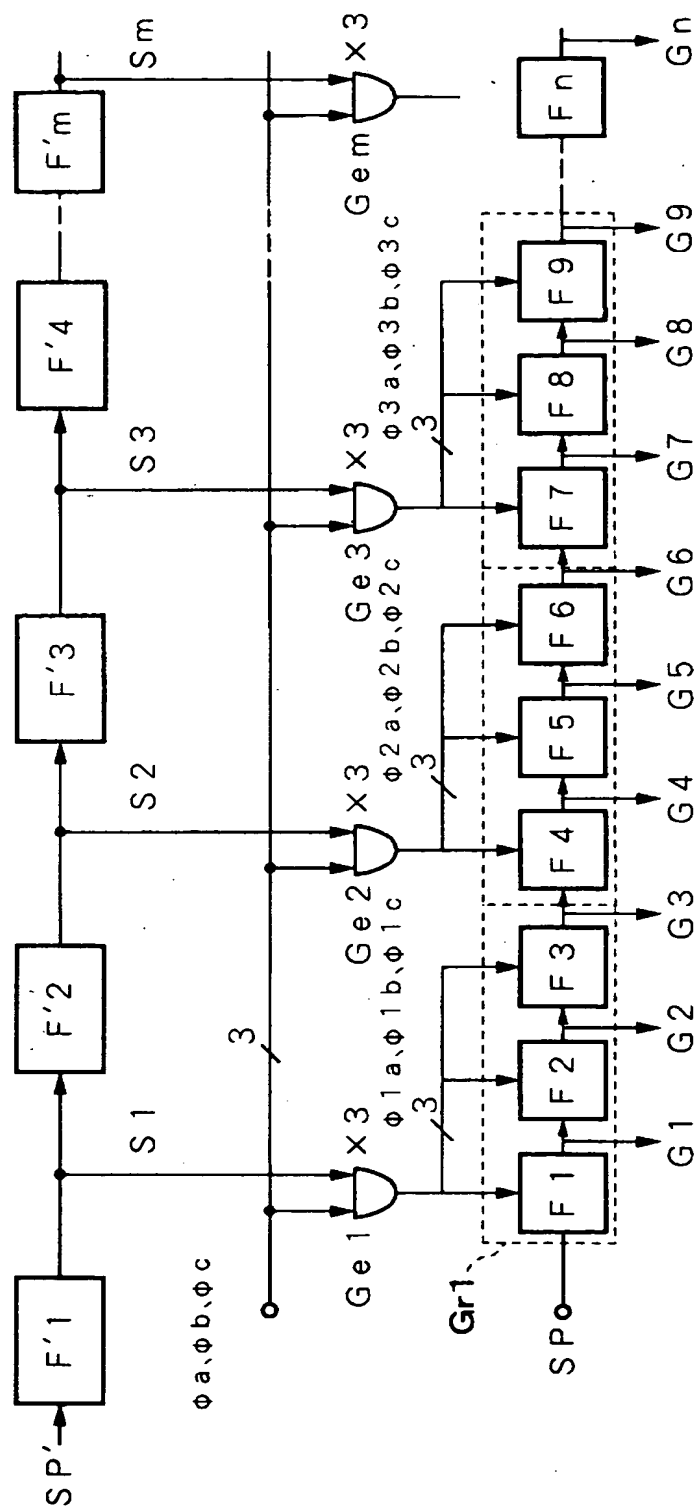 SP' F'1 F'2 F'3 F'4 F'm
S1 S2 S3 Sm
φa、φb、φc 3
Ge1 ×3 Ge2 ×3 Ge3 ×3 Gem ×3
φ1a、φ1b、φ1c φ2a、φ2b、φ2c φ3a、φ3b、φ3c
3 3 3
Gr1
SP F1 F2 F3 F4 F5 F6 F7 F8 F9 Fn
G1 G2 G3 G4 G5 G6 G7 G8 G9 Gn